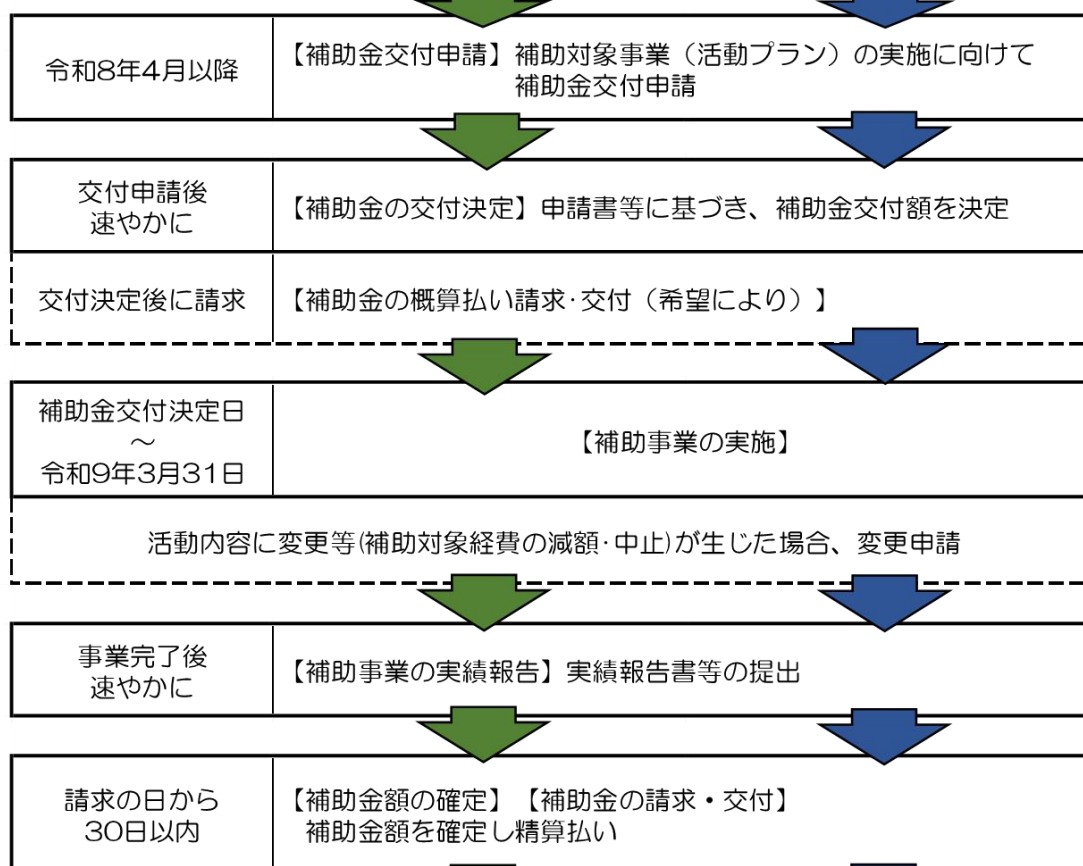 令和8年4月以降
【補助金交付申請】補助対象事業（活動プラン）の実施に向けて
補助金交付申請
交付申請後
速やかに
【補助金の交付決定】申請書等に基づき、補助金交付額を決定
交付決定後に請求
【補助金の概算払い請求･交付（希望により）】
補助金交付決定日
～
令和9年3月31日
【補助事業の実施】
活動内容に変更等(補助対象経費の減額･中止)が生じた場合、変更申請
事業完了後
速やかに
【補助事業の実績報告】実績報告書等の提出
請求の日から
30日以内
【補助金額の確定】【補助金の請求・交付】
補助金額を確定し精算払い